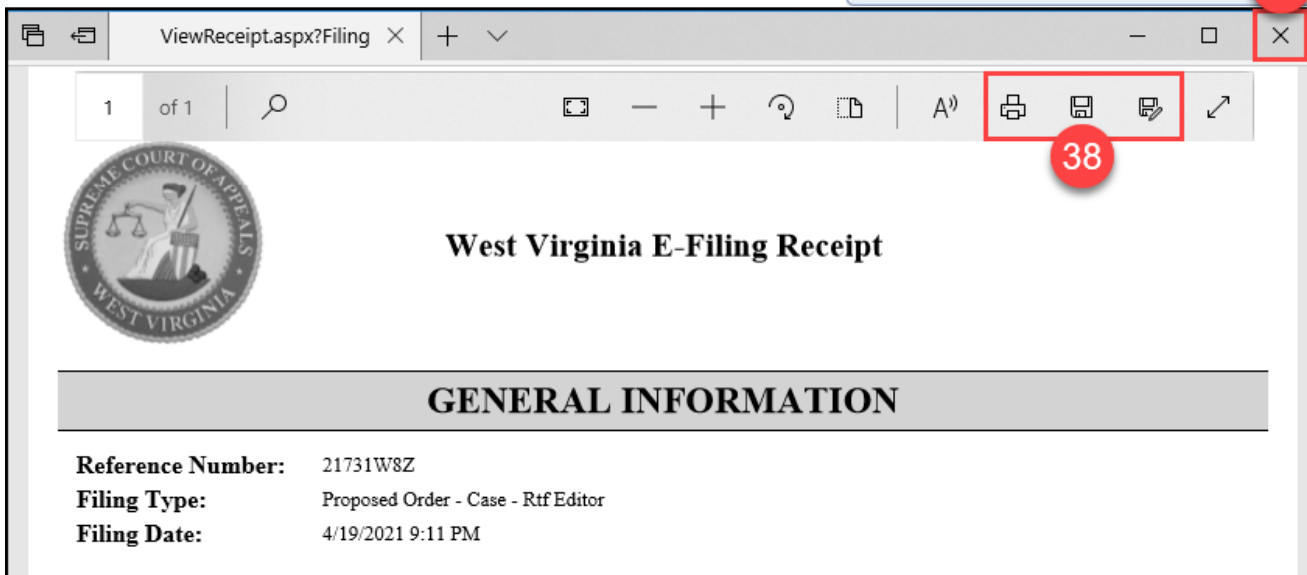 ViewReceipt.aspx?Filing
1 of 1
38
SUPREME COURT OF APPEALS
WEST VIRGINIA
West Virginia E-Filing Receipt
GENERAL INFORMATION
Reference Number: 21731W8Z
Filing Type: Proposed Order - Case - Rtf Editor
Filing Date: 4/19/2021 9:11 PM